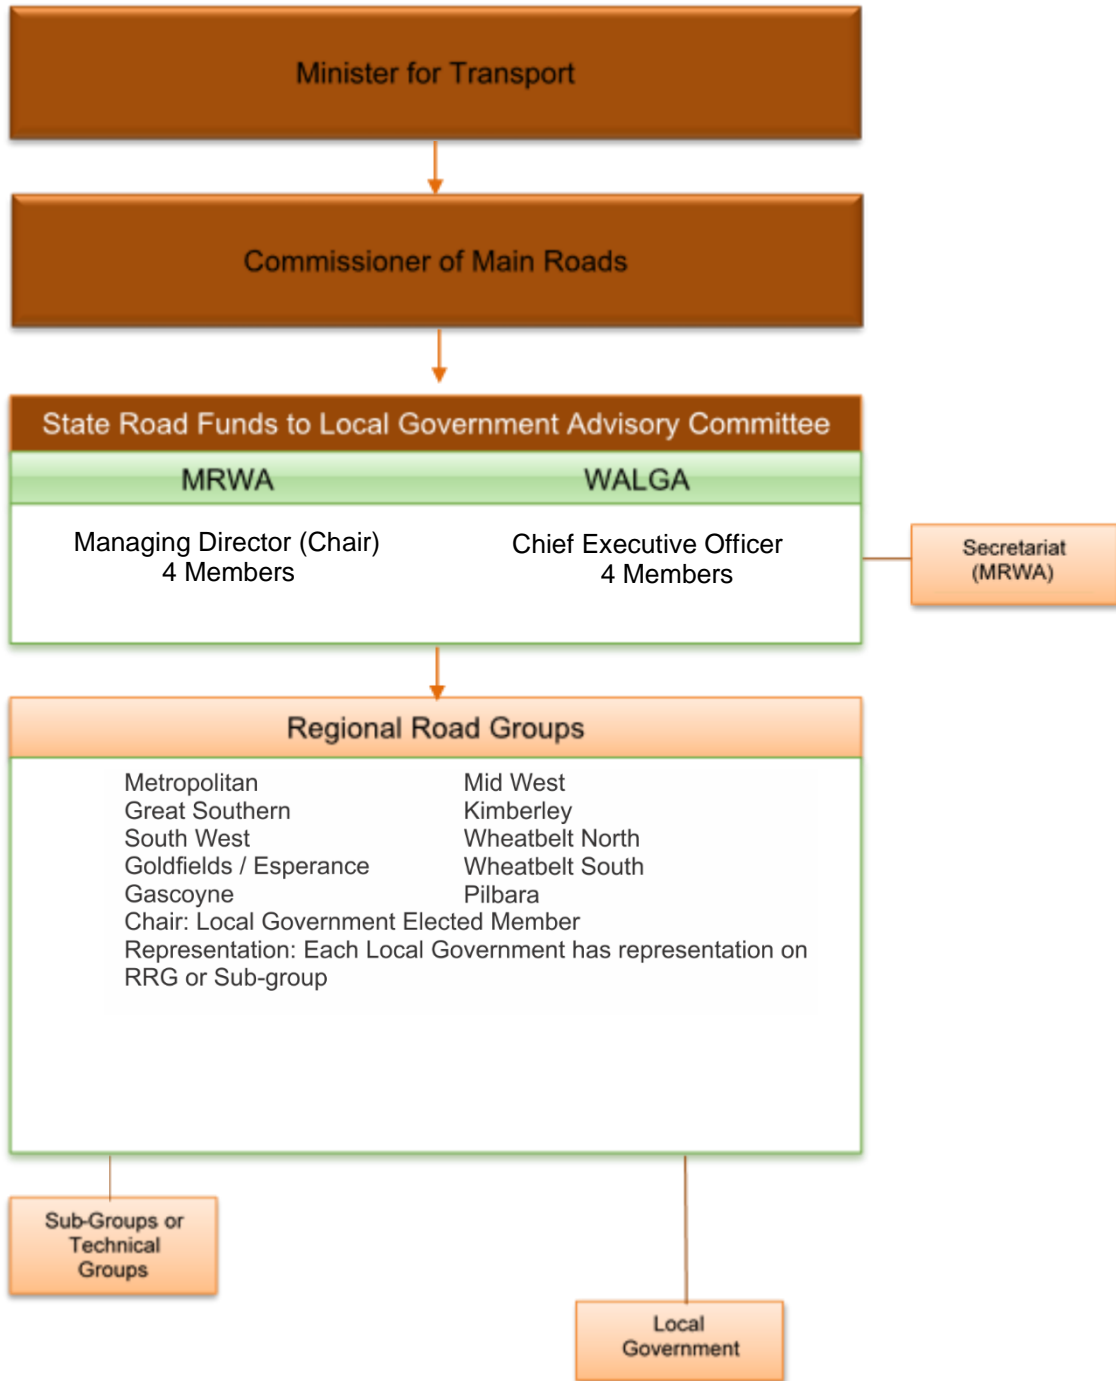 Minister for Transport
Commissioner of Main Roads
State Road Funds to Local Government Advisory Committee
MRWA
WALGA
Managing Director (Chair)
4 Members
Chief Executive Officer
4 Members
Secretariat
(MRWA)
Regional Road Groups
Metropolitan
Great Southern
South West
Goldfields / Esperance
Gascoyne
Mid West
Kimberley
Wheatbelt North
Wheatbelt South
Pilbara
Chair: Local Government Elected Member
Representation: Each Local Government has representation on
RRG or Sub-group
Sub-Groups or
Technical
Groups
Local
Government